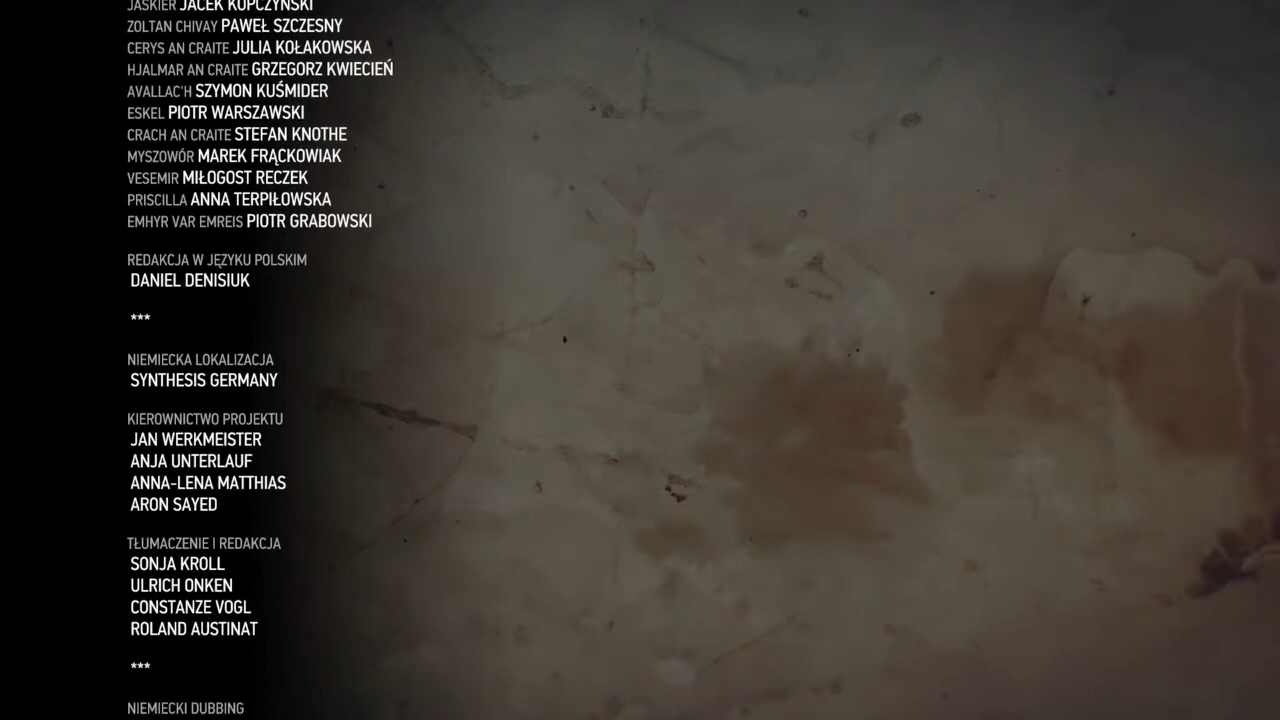 JASKIER JACEK KOPCZYŃSKI
ZOLTAN CHIVAY PAWEŁ SZCZESNY
CERYS AN CRAITE JULIA KOŁAKOWSKA
HJALMAR AN CRAITE GRZEGORZ KWIECIEŃ
AVALLAC'H SZYMON KUŚMIDER
ESKEL PIOTR WARSZAWSKI
CRACH AN CRAITE STEFAN KNOTHE
MYSZOWÓR MAREK FRĄCKOWIAK
VESEMIR MIŁOGOST RECZEK
PRISCILLA ANNA TERPIŁOWSKA
EMHYR VAR EMREIS PIOTR GRABOWSKI
REDAKCJA W JĘZYKU POLSKIM
DANIEL DENISIUK
***
NIEMIECKA LOKALIZACJA
SYNTHESIS GERMANY
KIEROWNICTWO PROJEKTU
JAN WERKMEISTER
ANJA UNTERLAUF
ANNA-LENA MATTHIAS
ARON SAYED
TŁUMACZENIE I REDAKCJA
SONJA KROLL
ULRICH ONKEN
CONSTANZE VOGL
ROLAND AUSTINAT
***
NIEMIECKI DUBBING